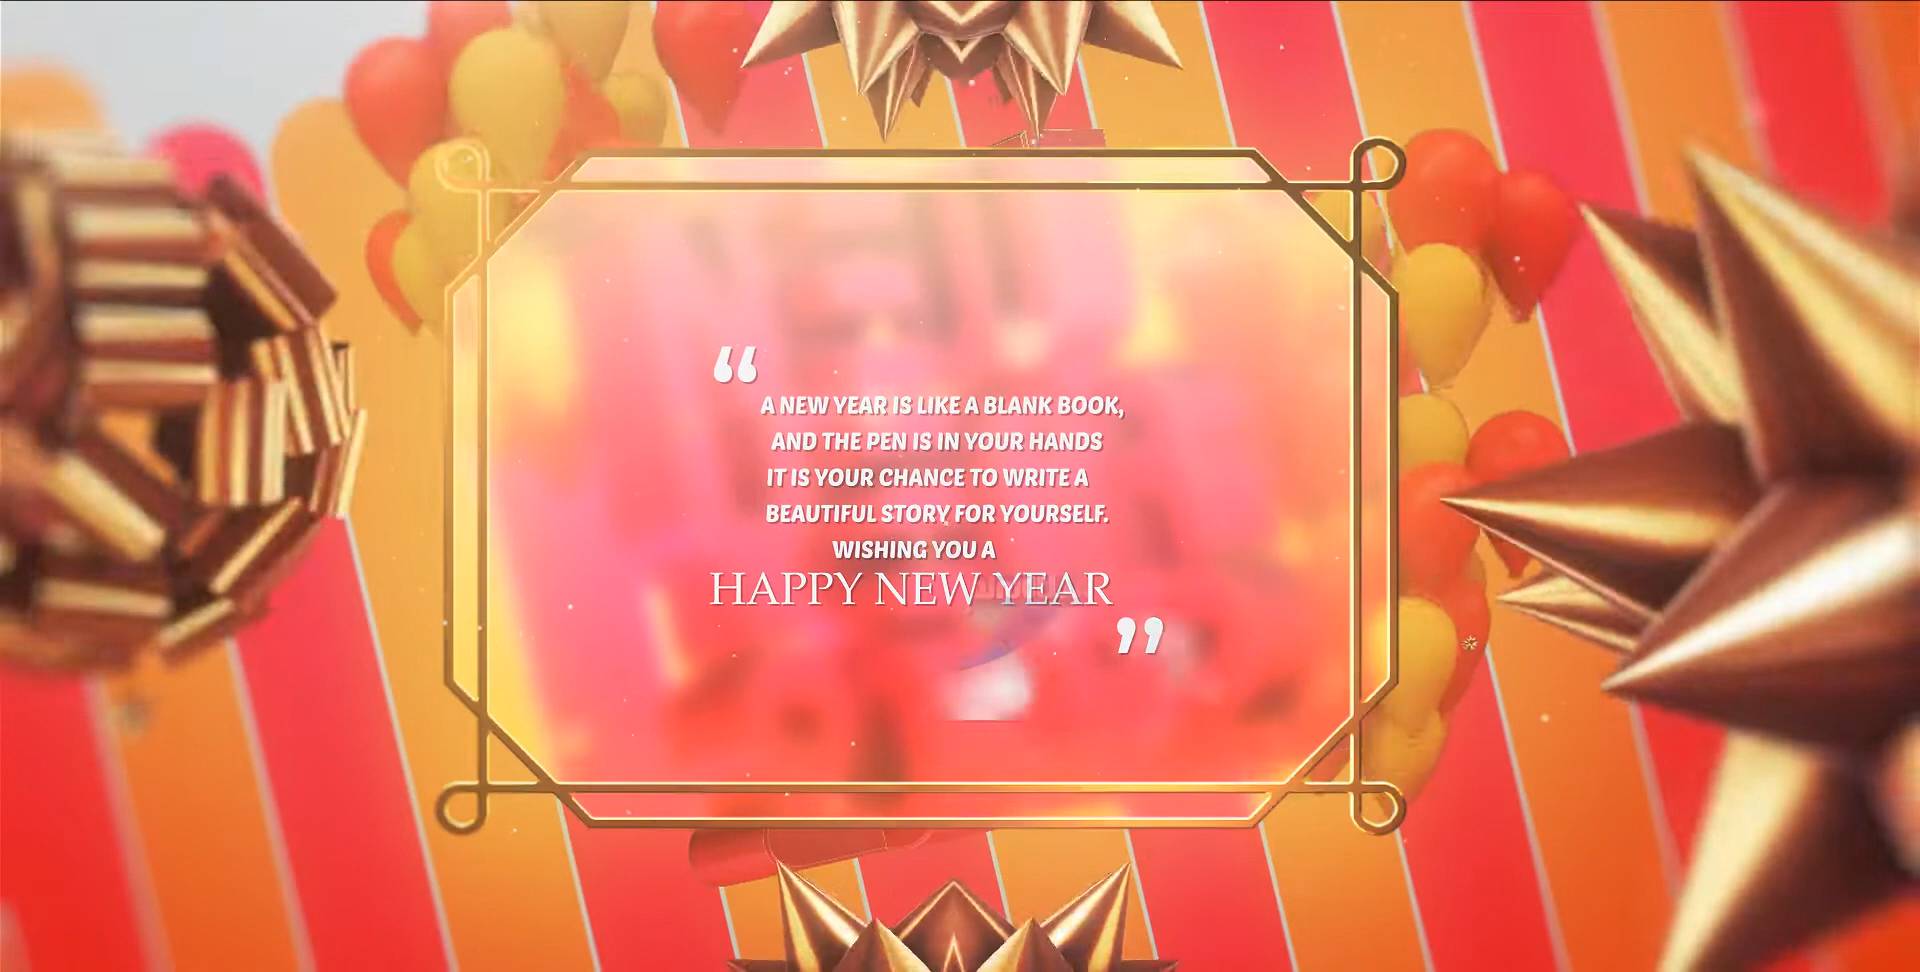 “
A NEW YEAR IS LIKE A BLANK BOOK,
AND THE PEN IS IN YOUR HANDS
IT IS YOUR CHANCE TO WRITE A
BEAUTIFUL STORY FOR YOURSELF.
WISHING YOU A
HAPPY NEW YEAR
”